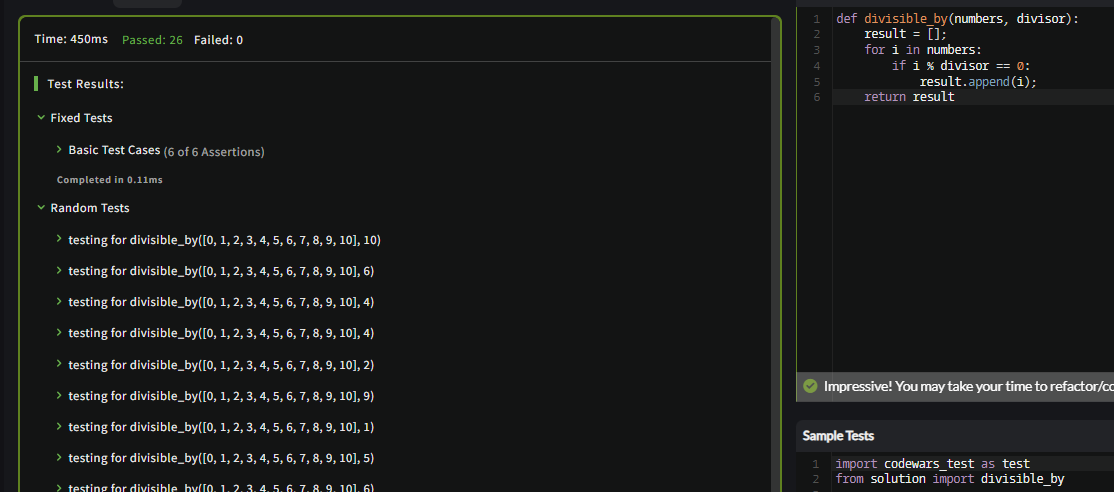 Time: 450ms Passed: 26 Failed: 0
Test Results:
Fixed Tests
Basic Test Cases (6 of 6 Assertions)
Completed in 0.11ms
Random Tests
testing for divisible_by([0, 1, 2, 3, 4, 5, 6, 7, 8, 9, 10], 10)
testing for divisible_by([0, 1, 2, 3, 4, 5, 6, 7, 8, 9, 10], 6)
testing for divisible_by([0, 1, 2, 3, 4, 5, 6, 7, 8, 9, 10], 4)
testing for divisible_by([0, 1, 2, 3, 4, 5, 6, 7, 8, 9, 10], 4)
testing for divisible_by([0, 1, 2, 3, 4, 5, 6, 7, 8, 9, 10], 2)
testing for divisible_by([0, 1, 2, 3, 4, 5, 6, 7, 8, 9, 10], 9)
testing for divisible_by([0, 1, 2, 3, 4, 5, 6, 7, 8, 9, 10], 1)
testing for divisible_by([0, 1, 2, 3, 4, 5, 6, 7, 8, 9, 10], 5)
testing for divisible_by([0, 1, 2, 3, 4, 5, 6, 7, 8, 9, 10], 6)
1 def divisible_by(numbers, divisor):
2     result = [];
3     for i in numbers:
4         if i % divisor == 0:
5             result.append(i);
6     return result
Impressive! You may take your time to refactor/co
Sample Tests
1 import codewars_test as test
2 from solution import divisible_by